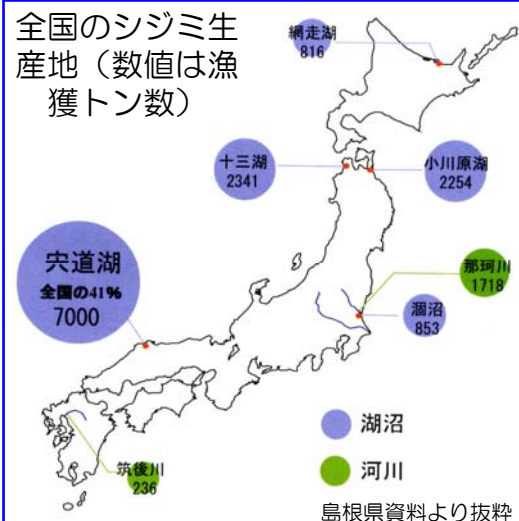 全国のシジミ生
産地（数値は漁
獲トン数）
網走湖
816
十三湖
2341
小川原湖
2254
宍道湖
全国の41%
7000
那珂川
1718
涸沼
853
湖沼
河川
筑後川
236
島根県資料より抜粋